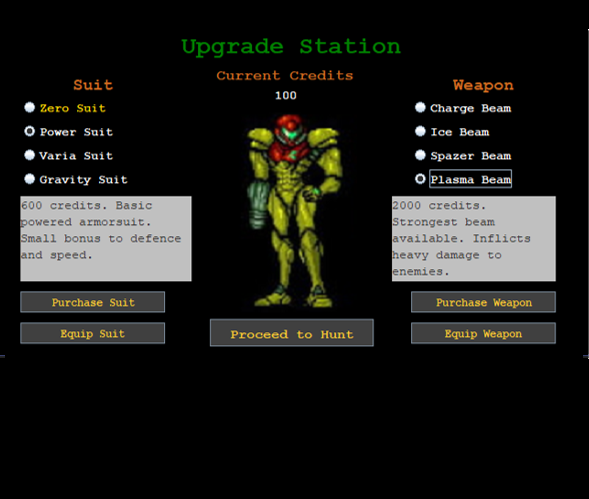 Upgrade Station
Current Credits
100
Suit
Zero Suit
Power Suit
Varia Suit
Gravity Suit
600 credits. Basic
powered armorsuit.
Small bonus to defence
and speed.
Purchase Suit
Equip Suit
Proceed to Hunt
Weapon
Charge Beam
Ice Beam
Spazer Beam
Plasma Beam
2000 credits.
Strongest beam
available. Inflicts
heavy damage to
enemies.
Purchase Weapon
Equip Weapon